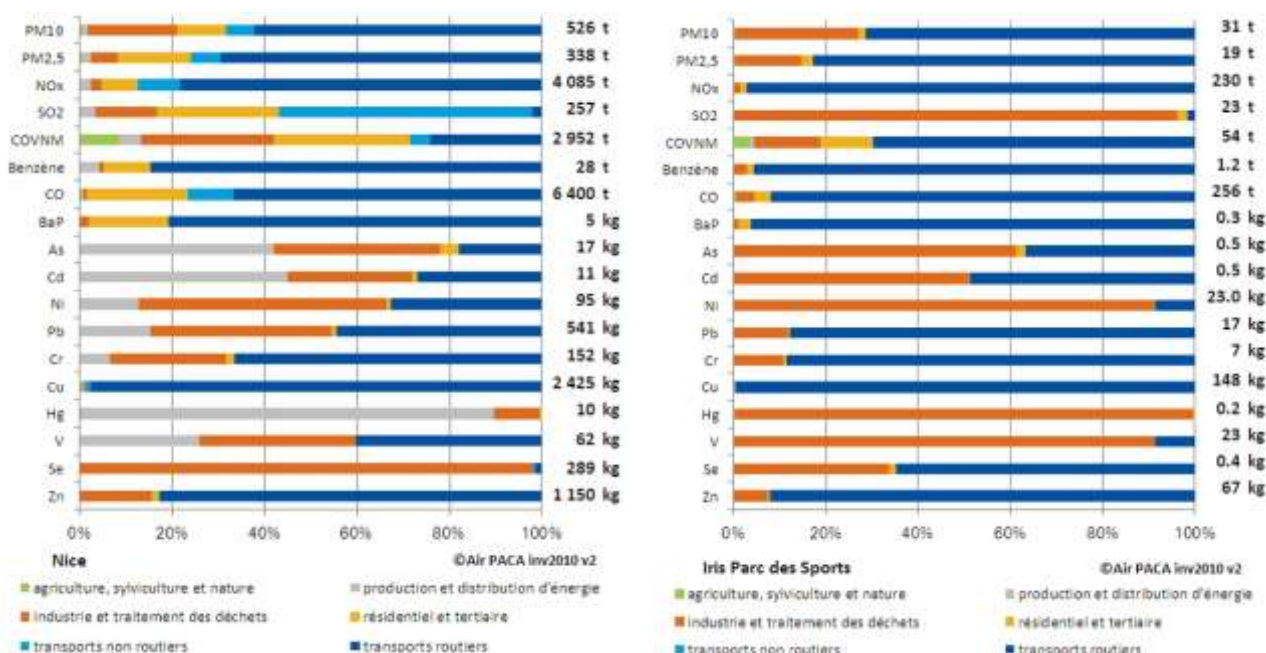 PM10 526 t
PM2,5 338 t
NOx 4 085 t
SO2 257 t
COVNM 2 952 t
Benzène 28 t
CO 6 400 t
BaP 5 kg
As 17 kg
Cd 11 kg
Ni 95 kg
Pb 541 kg
Cr 152 kg
Cu 2 425 kg
Hg 10 kg
V 62 kg
Se 289 kg
Zn 1 150 kg
0% 20% 40% 60% 80% 100%
Nice ©Air PACA inv2010 v2
agriculture, sylviculture et nature production et distribution d'énergie
industrie et traitement des déchets résidentiel et tertiaire
transports non routiers transports routiers
PM10 31 t
PM2,5 19 t
NOx 230 t
SO2 23 t
COVNM 54 t
Benzène 1.2 t
CO 256 t
BaP 0.3 kg
As 0.5 kg
Cd 0.5 kg
Ni 23.0 kg
Pb 17 kg
Cr 7 kg
Cu 148 kg
Hg 0.2 kg
V 23 kg
Se 0.4 kg
Zn 67 kg
0% 20% 40% 60% 80% 100%
Iris Parc des Sports ©Air PACA inv2010 v2
agriculture, sylviculture et nature production et distribution d'énergie
industrie et traitement des déchets résidentiel et tertiaire
transports non routiers transports routiers